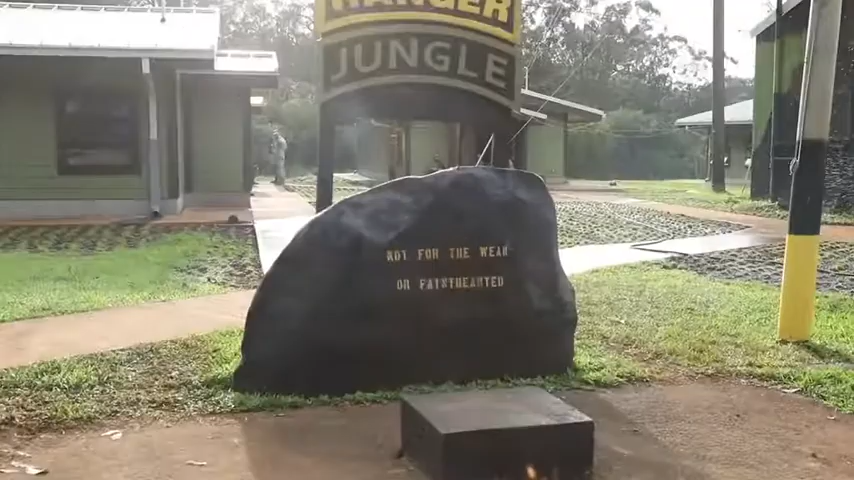 RANGER
JUNGLE
NOT FOR THE WEAK
OR FAINTHEARTED